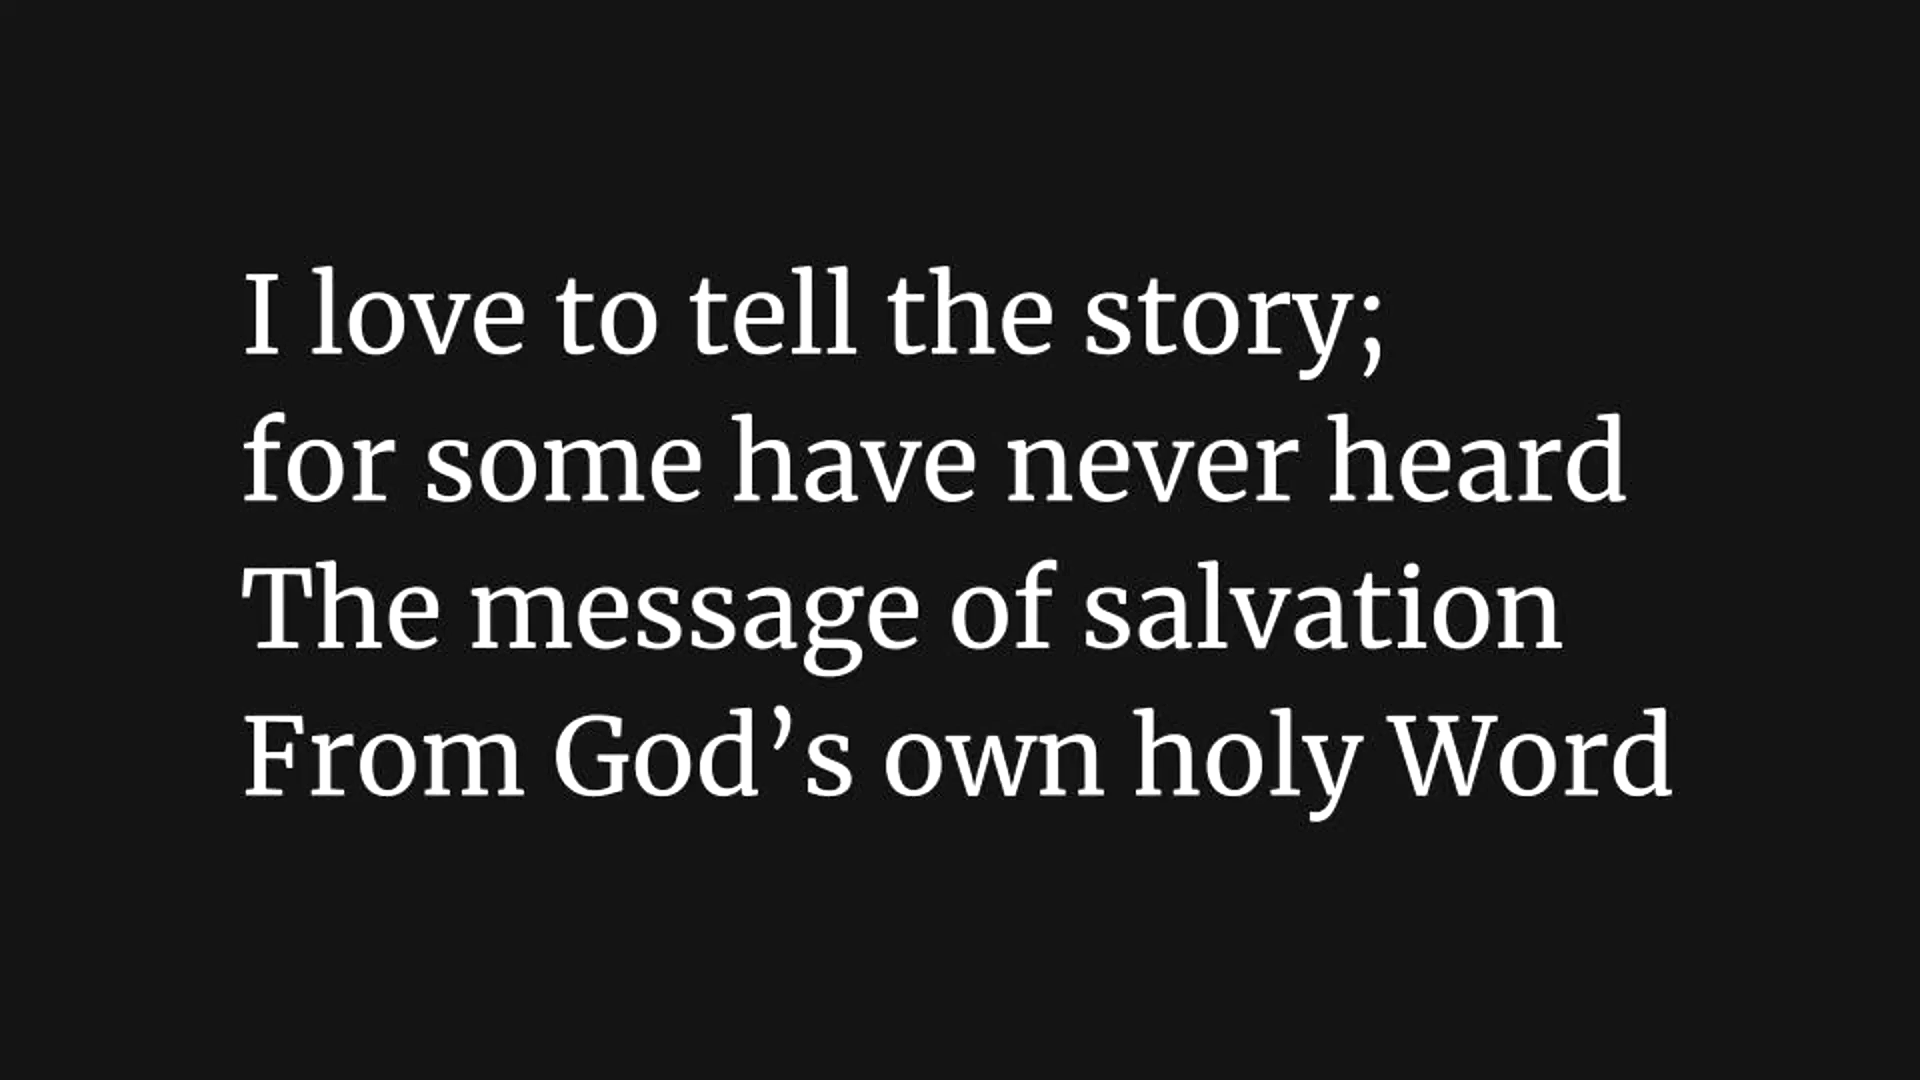 I love to tell the story;
for some have never heard
The message of salvation
From God’s own holy Word